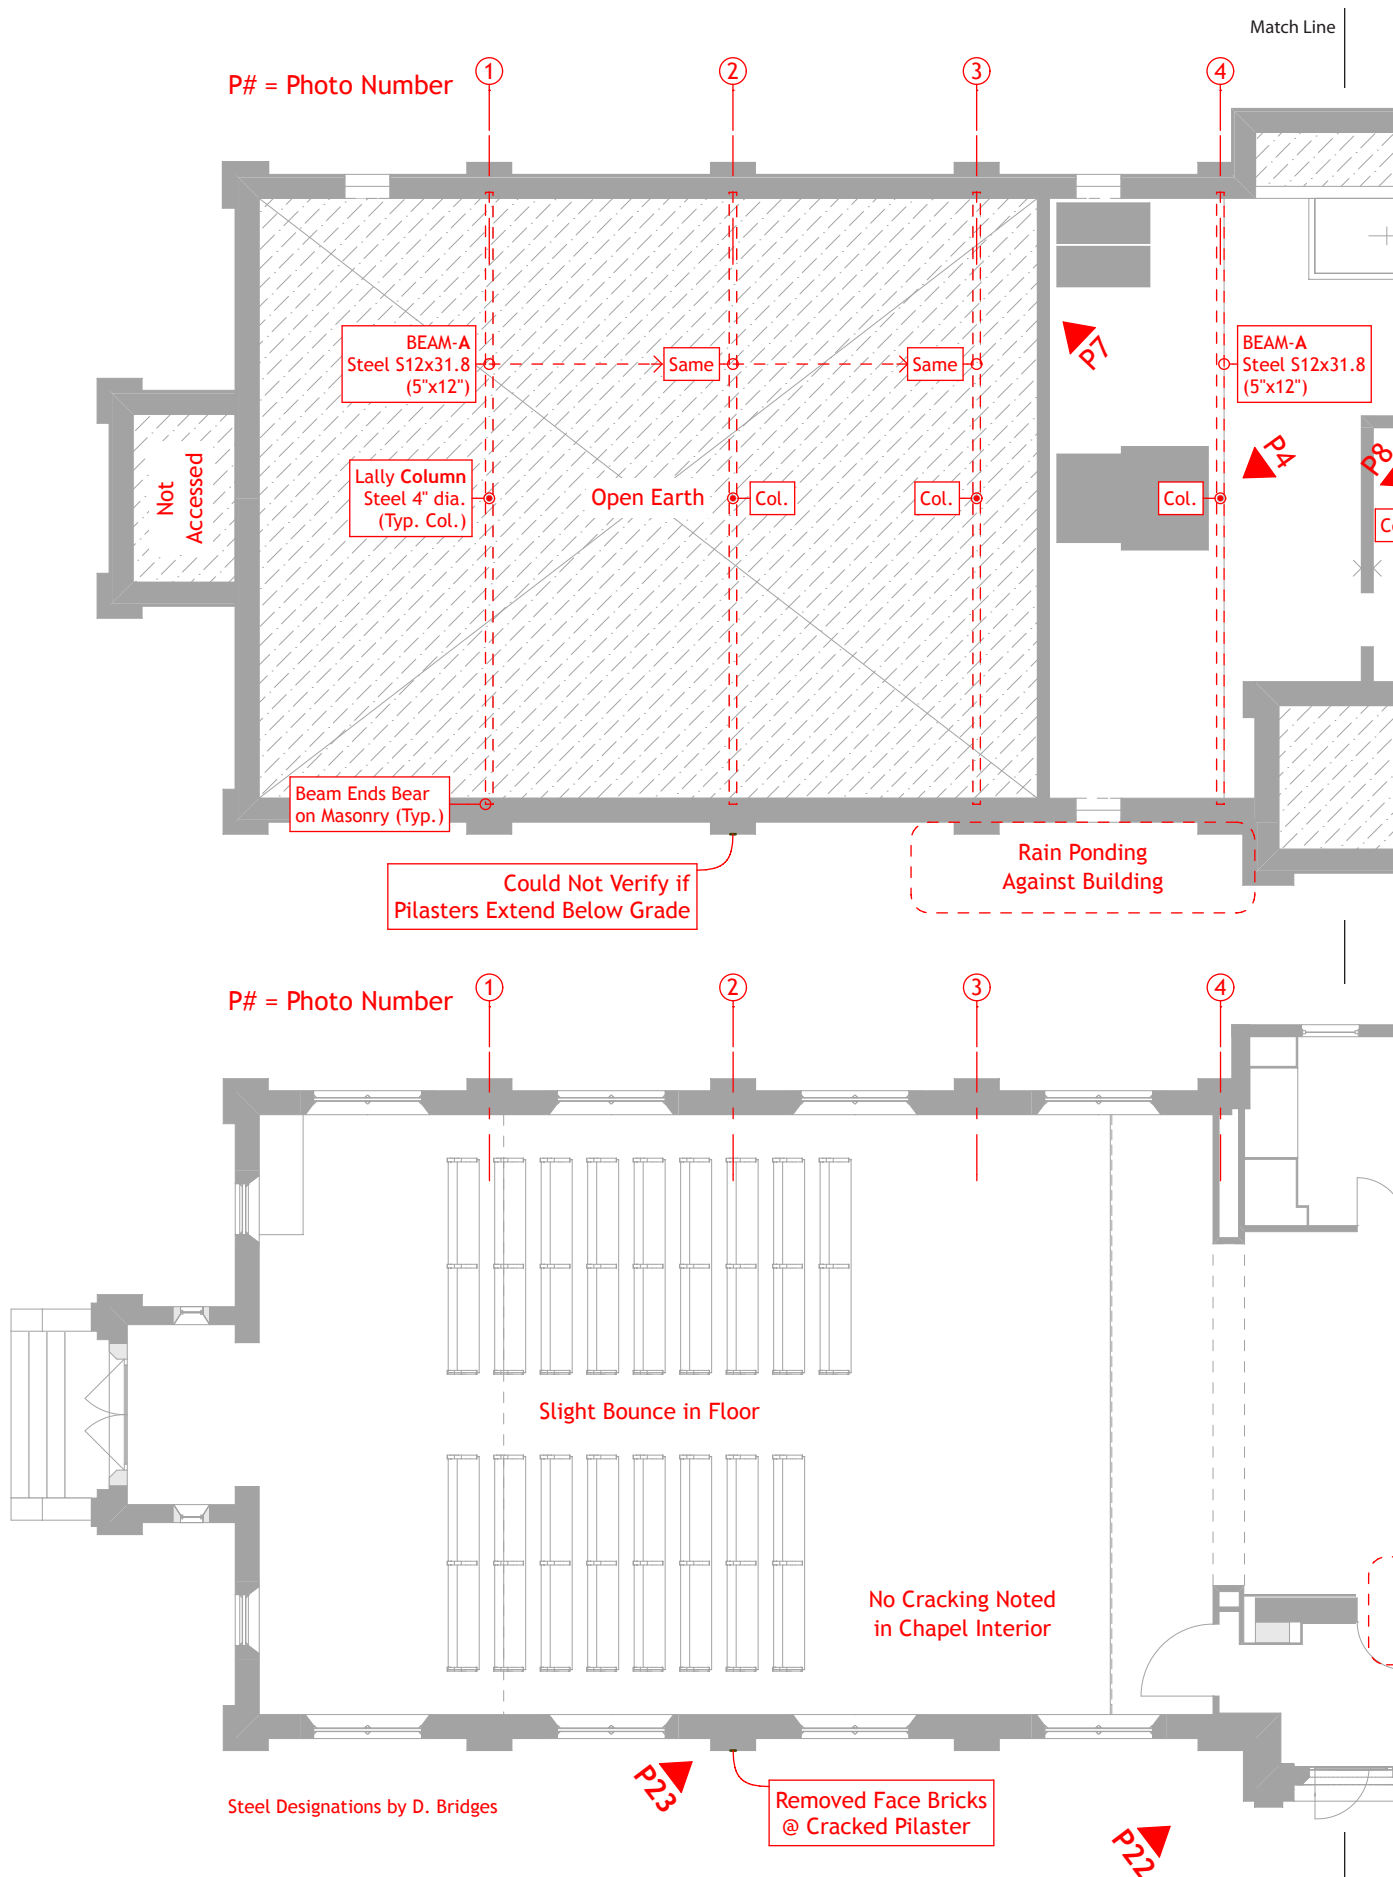 Match Line
P# = Photo Number
1
2
3
4
BEAM-A
Steel S12x31.8
(5"x12")
Same
Same
BEAM-A
Steel S12x31.8
(5"x12")
P7
P4
P8
Not
Accessed
Lally Column
Steel 4" dia.
(Typ. Col.)
Open Earth
Col.
Col.
Col.
Beam Ends Bear
on Masonry (Typ.)
Could Not Verify if
Pilasters Extend Below Grade
Rain Ponding
Against Building
P# = Photo Number
1
2
3
4
Slight Bounce in Floor
No Cracking Noted
in Chapel Interior
P23
Removed Face Bricks
@ Cracked Pilaster
P22
Steel Designations by D. Bridges